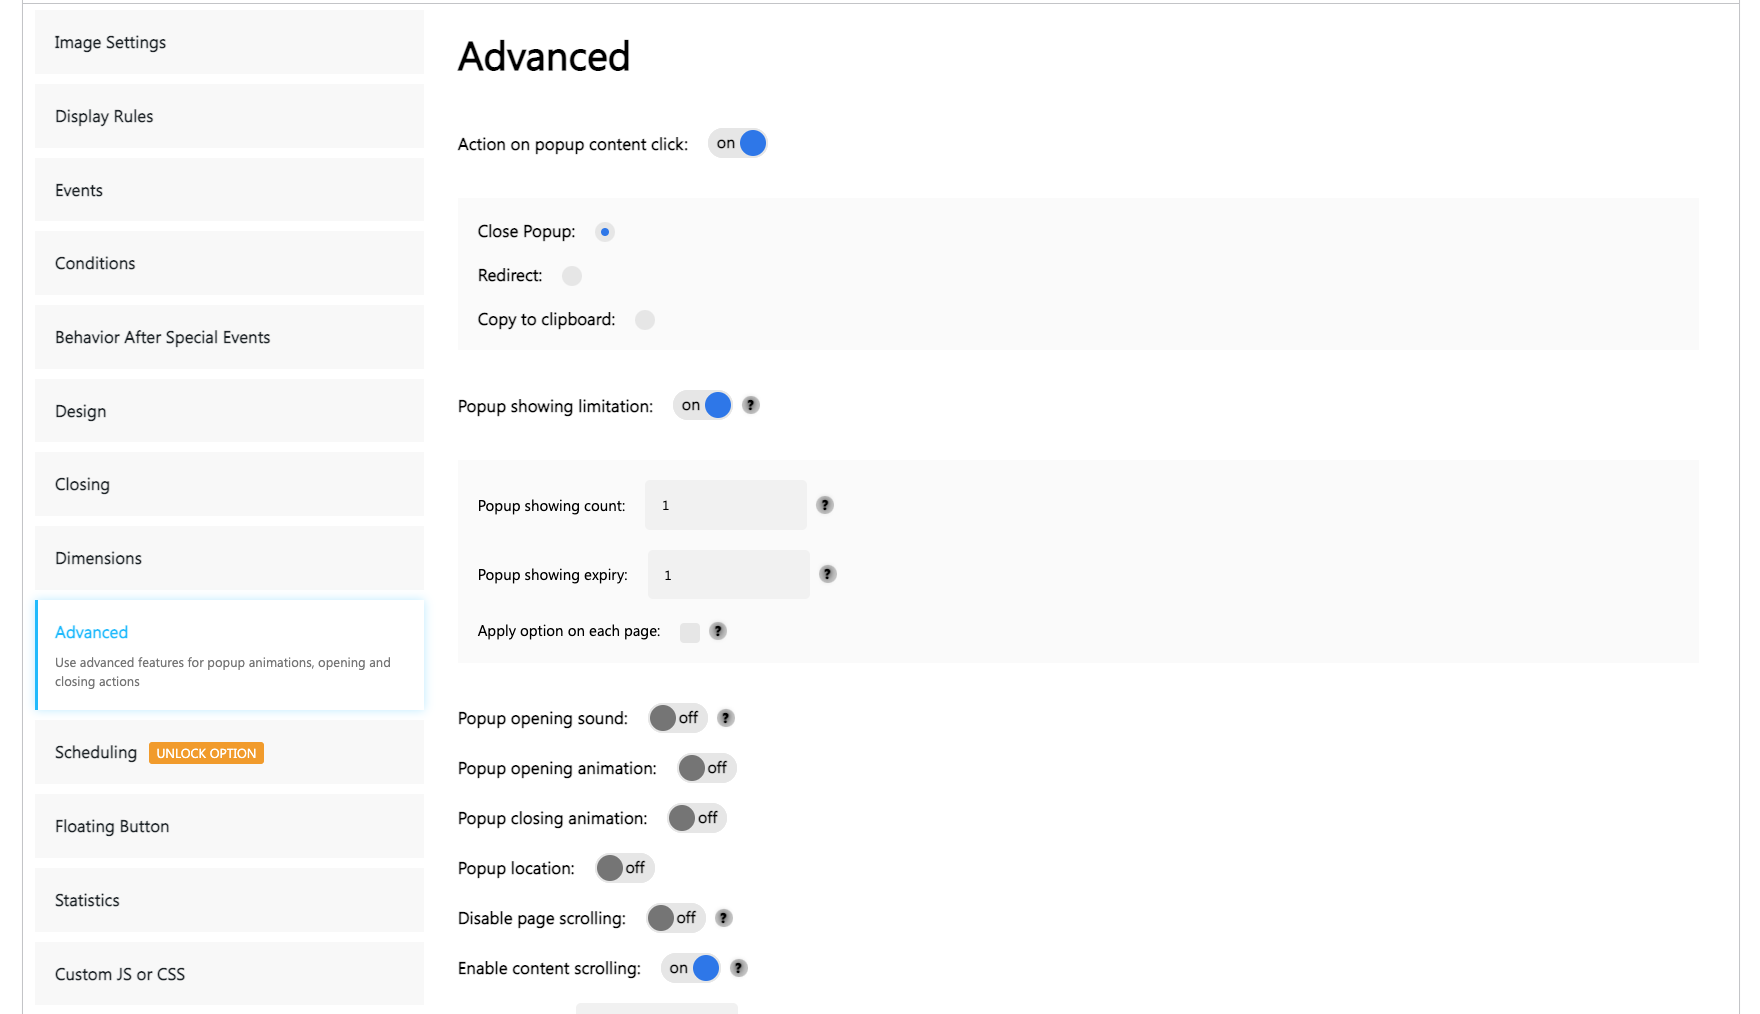 Image Settings
Display Rules
Events
Conditions
Behavior After Special Events
Design
Closing
Dimensions
Advanced
Use advanced features for popup animations, opening and
closing actions
Scheduling UNLOCK OPTION
Floating Button
Statistics
Custom JS or CSS
Advanced
Action on popup content click: on
Close Popup:
Redirect:
Copy to clipboard:
Popup showing limitation: on ?
Popup showing count: 1 ?
Popup showing expiry: 1 ?
Apply option on each page: ?
Popup opening sound: off ?
Popup opening animation: off
Popup closing animation: off
Popup location: off
Disable page scrolling: off ?
Enable content scrolling: on ?